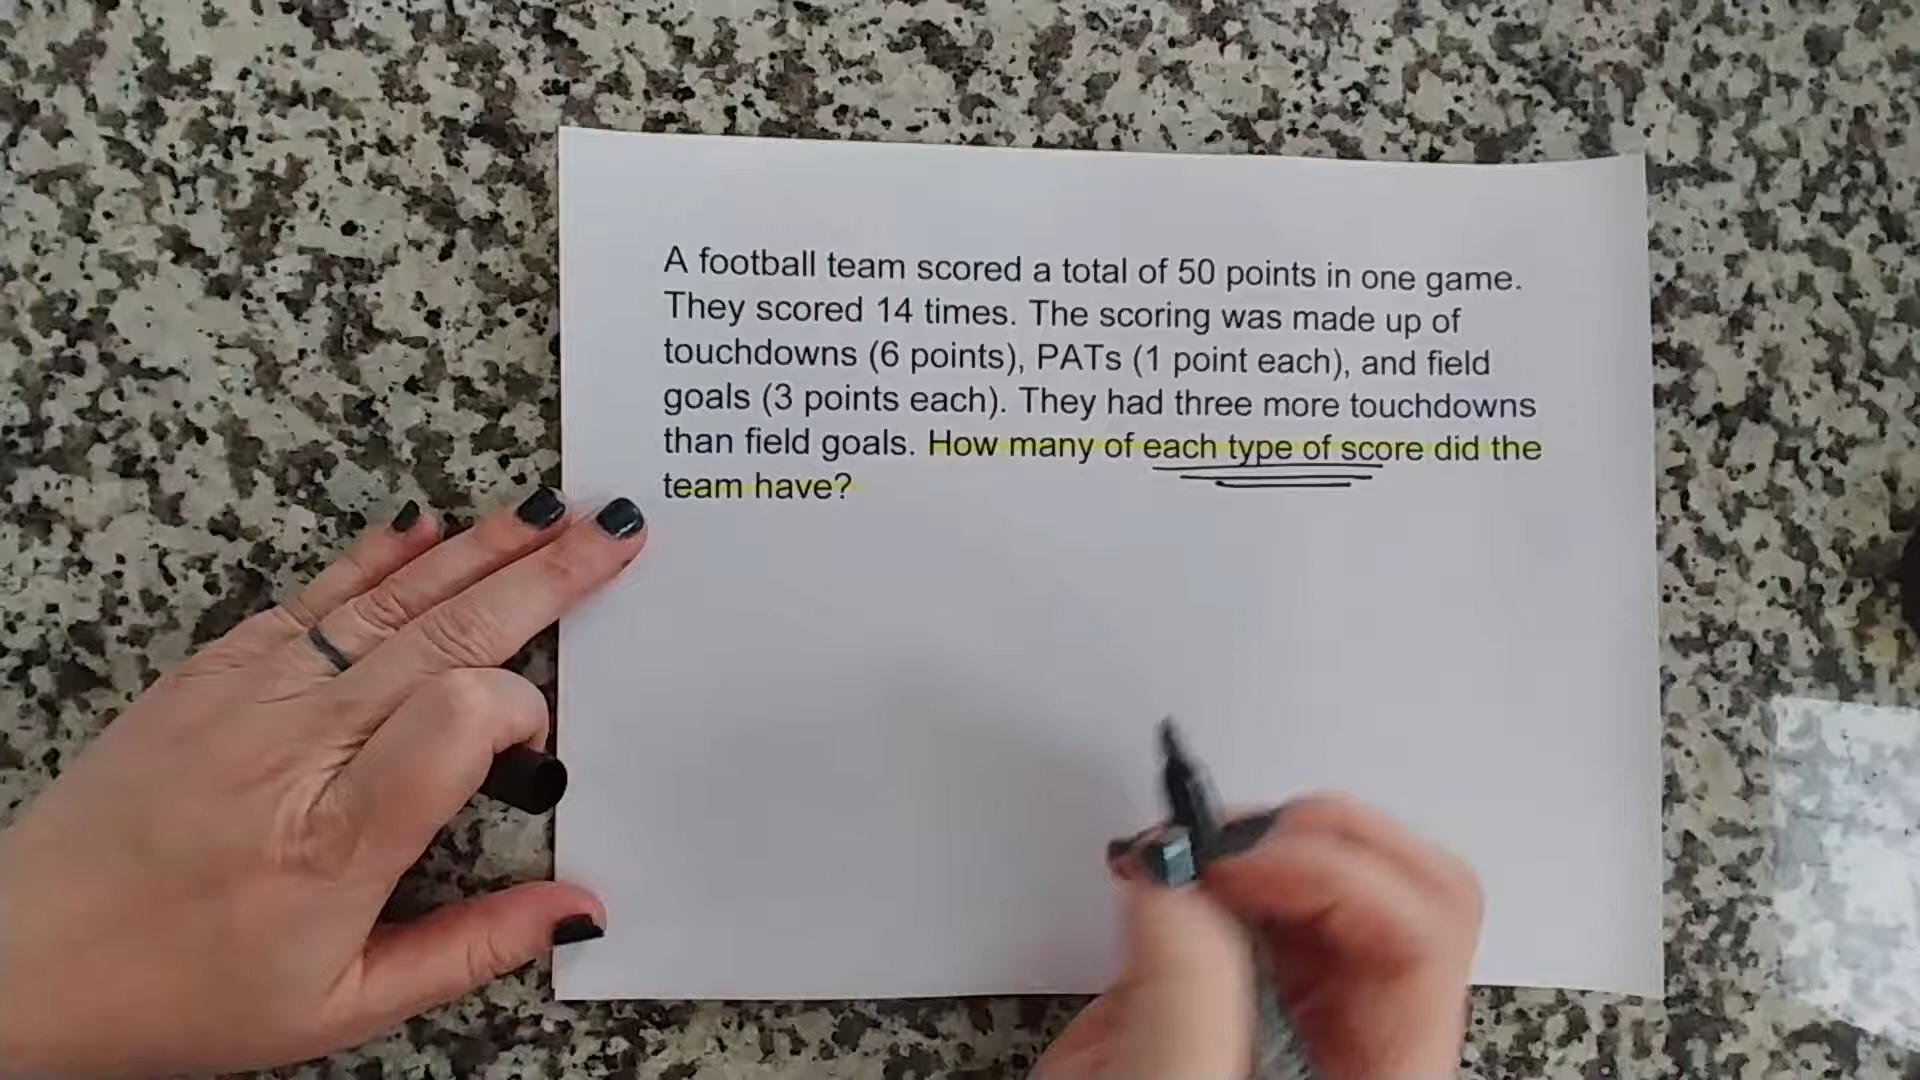 A football team scored a total of 50 points in one game.
They scored 14 times. The scoring was made up of
touchdowns (6 points), PATs (1 point each), and field
goals (3 points each). They had three more touchdowns
than field goals. How many of each type of score did the
team have?